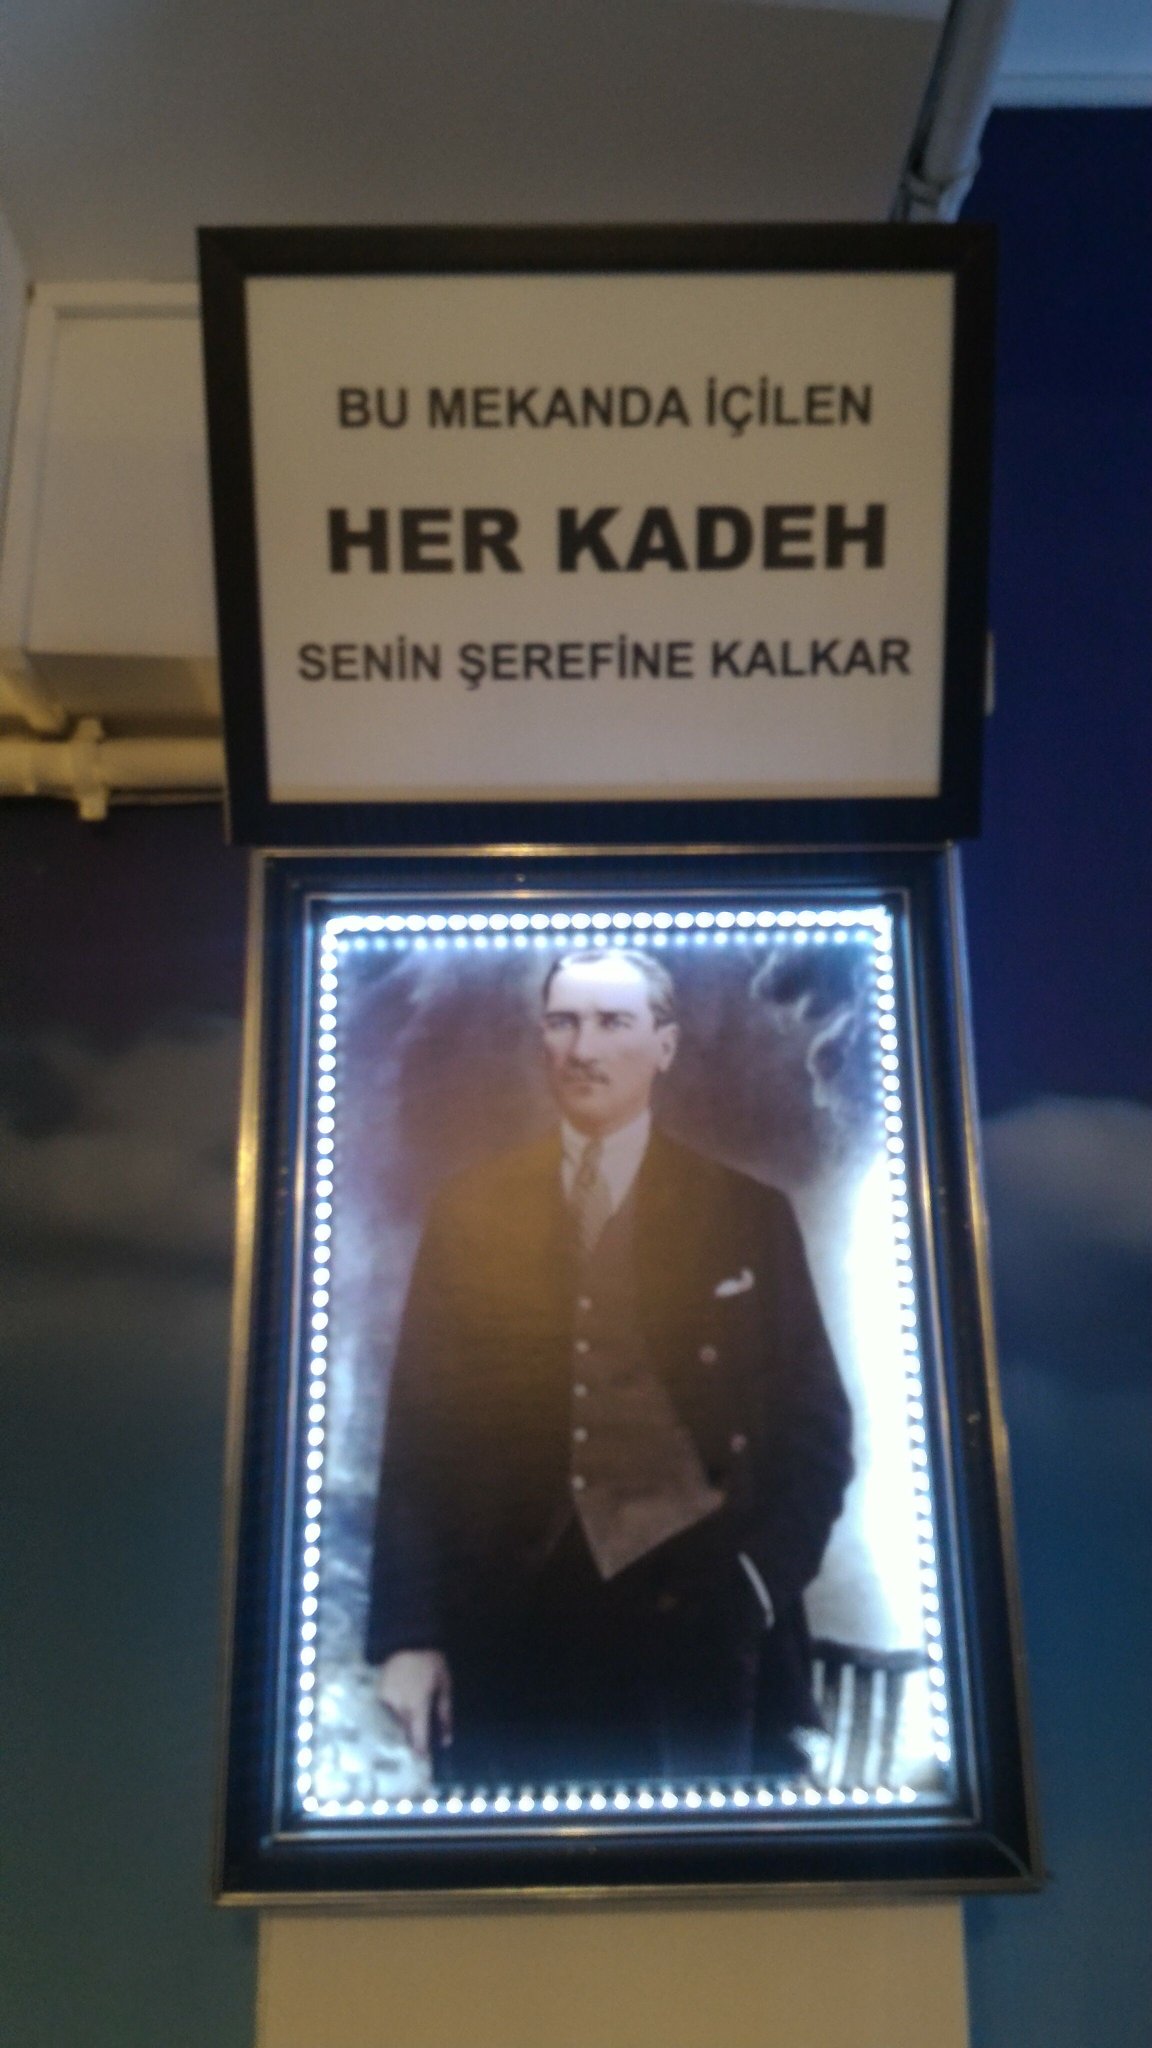 BU MEKANDA İÇİLEN
HER KADEH
SENİN ŞEREFİNE KALKAR